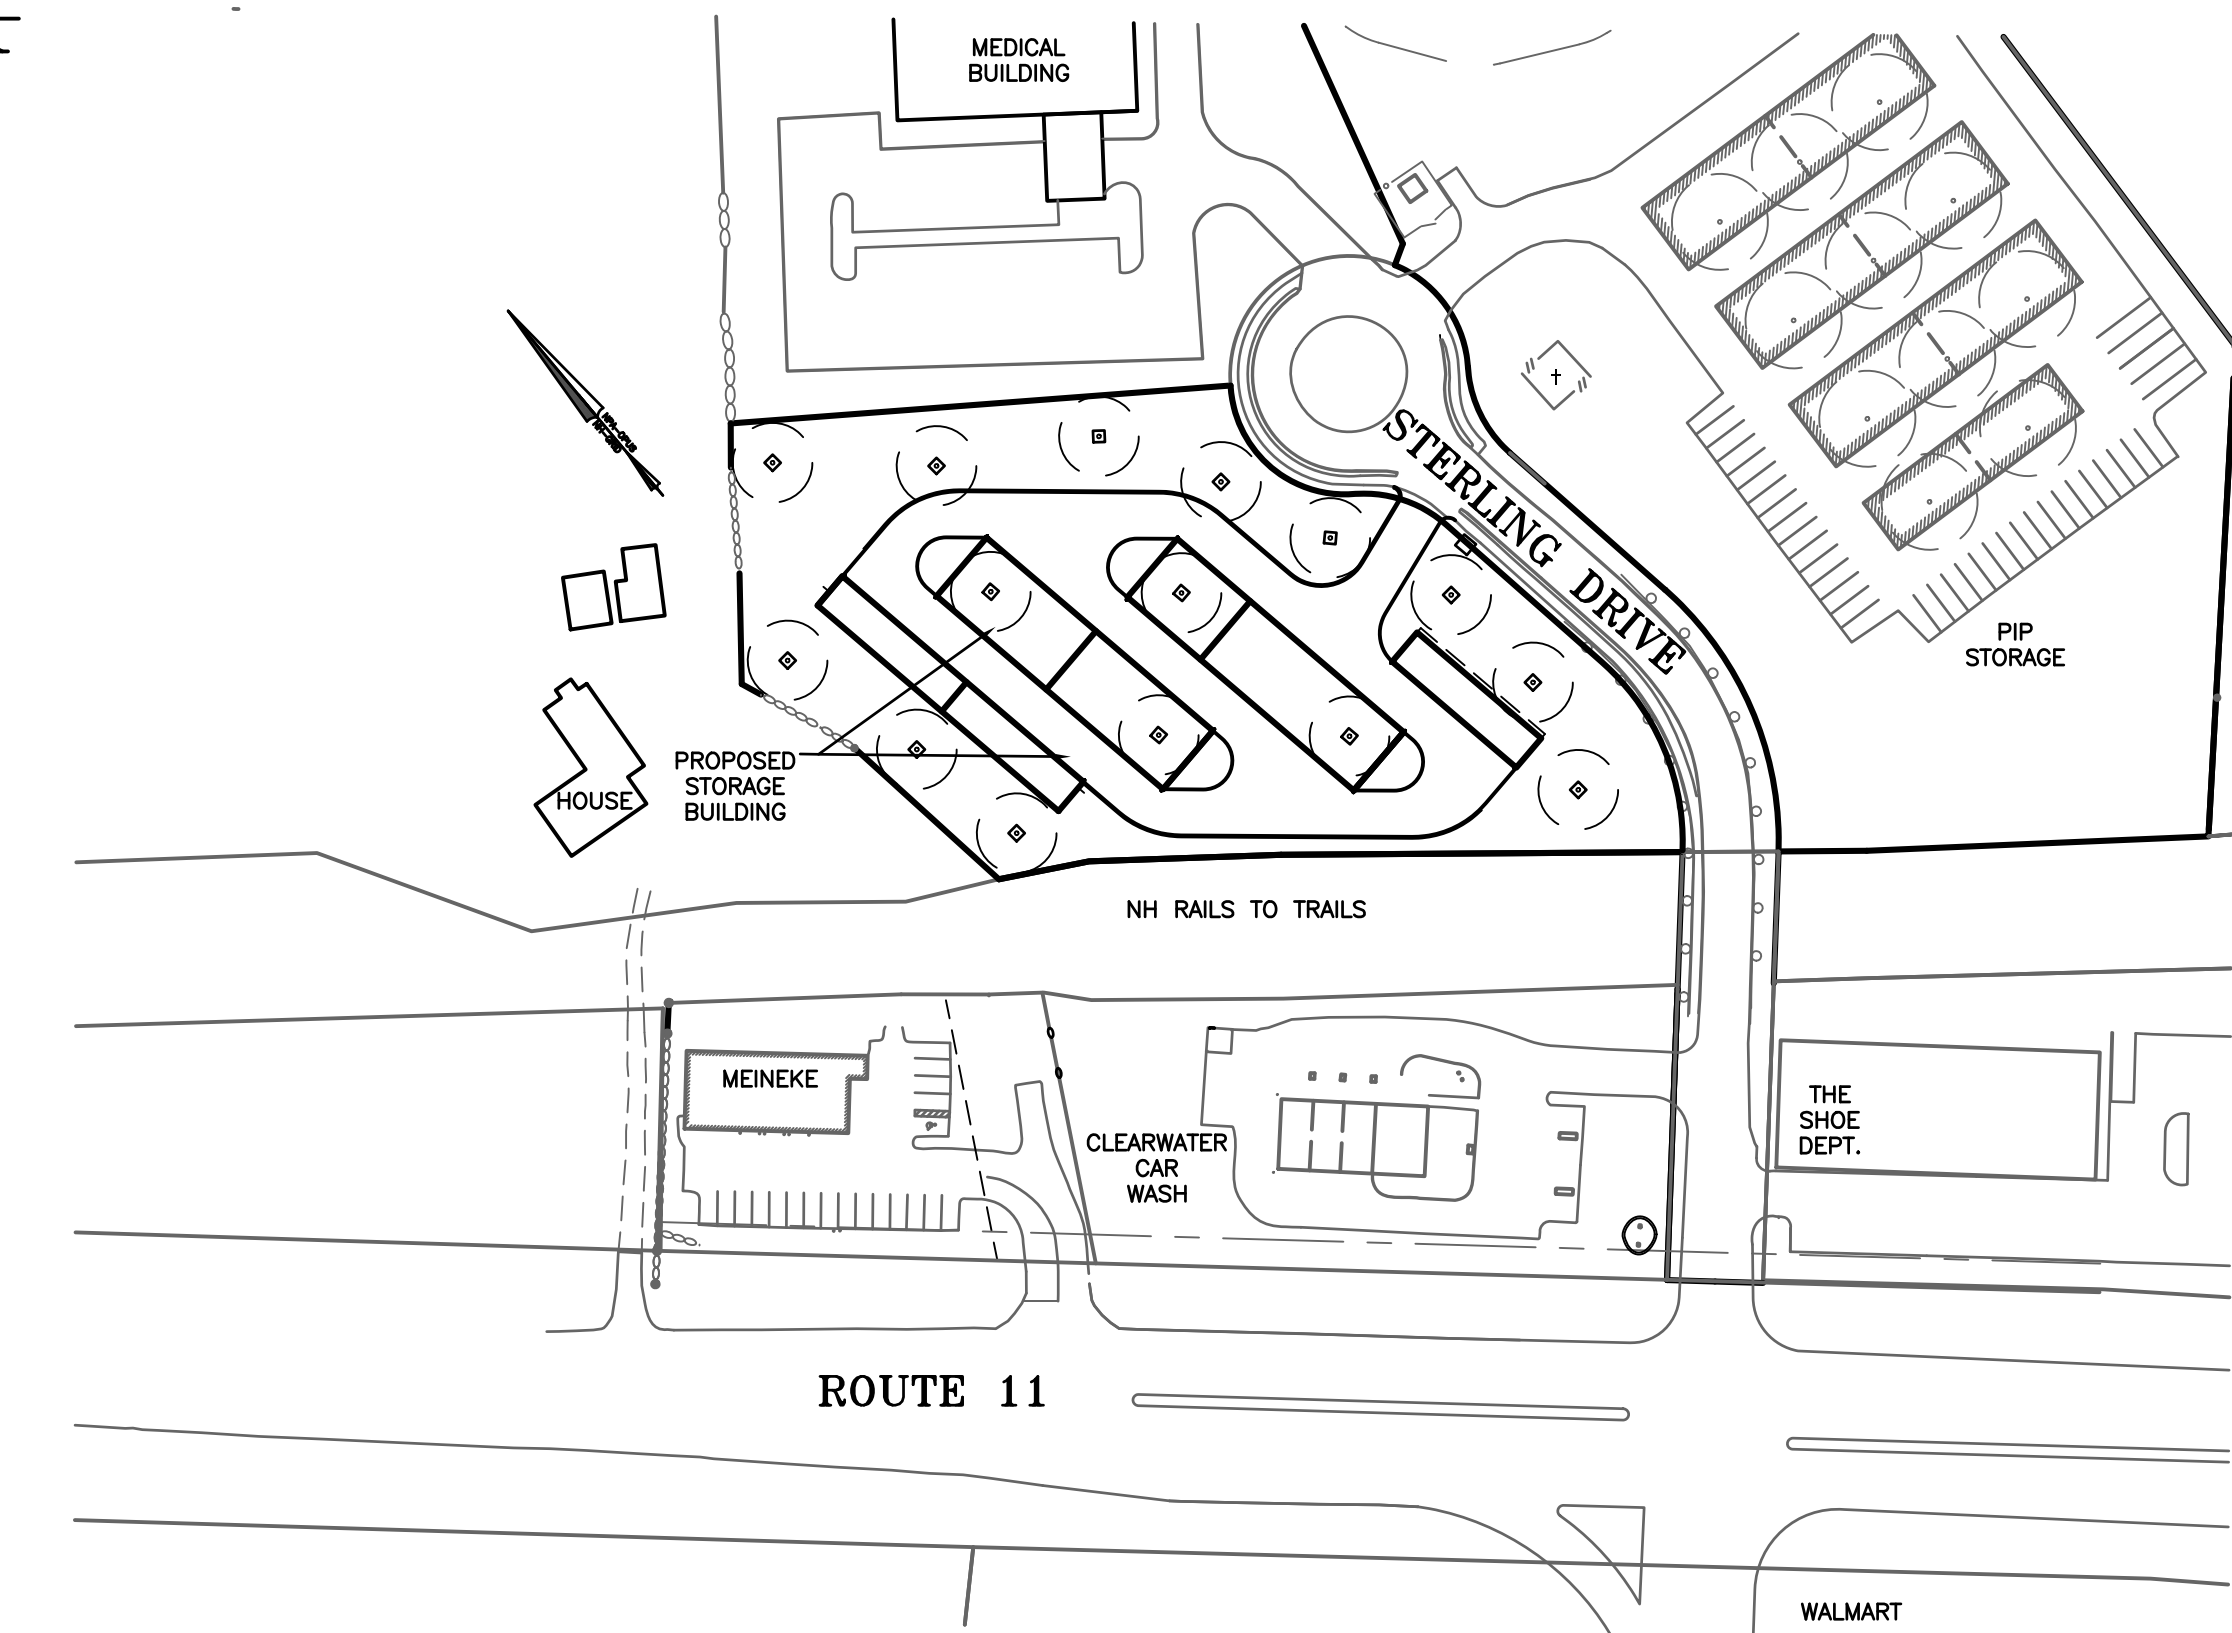 MEDICAL
BUILDING
STERLING DRIVE
PIP
STORAGE
PROPOSED
STORAGE
BUILDING
HOUSE
NH RAILS TO TRAILS
MEINEKE
THE
SHOE
DEPT.
CLEARWATER
CAR
WASH
ROUTE 11
WALMART